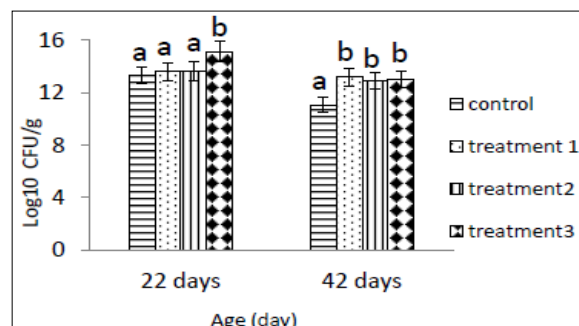 16
12
8
4
0
Log10 CFU/g
a a a b
a b b b
22 days 42 days
Age (day)
control
treatment 1
treatment2
treatment3